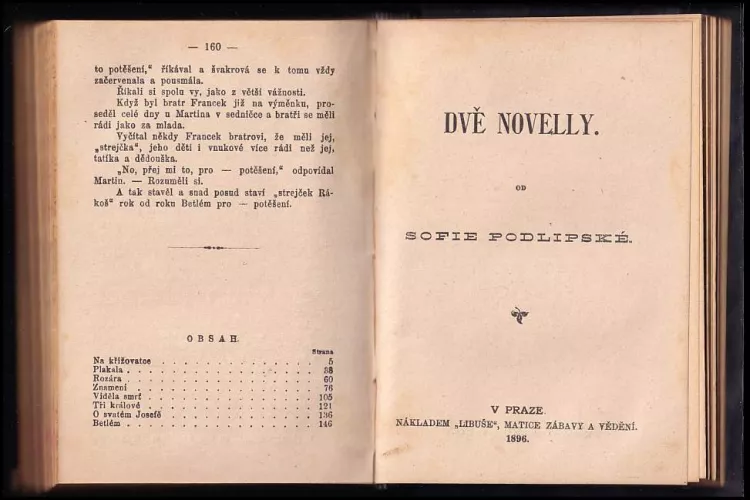 — 160 —
to potěšení,“ říkával a švakrová se k tomu vždy
začervenala a pousmála.
Říkali si spolu vy, jako z větší vážnosti.
Když byl bratr Francek již na výměnku, pro-
seděl celé dny u Martina v sedničce a bratři se měli
rádi jako za mlada.
Vyčítal někdy Francek bratrovi, že měli jej,
„strejčka“, jeho děti i vnukové více rádi než jej,
tatíka a dědouška.
„No, přej mi to, pro — potěšení,“ odpovídal
Martin. — Rozuměli si.
A tak stavěl a snad posud staví „strejček Rá-
koš“ rok od roku Betlém pro — potěšení.
OBSAH.
Strana
Na křižovatce . . . . . . . . . . . . . . . 5
Plakala . . . . . . . . . . . . . . . 38
Rozára . . . . . . . . . . . . . . . 60
Znamení . . . . . . . . . . . . . . . 76
Viděla smrť . . . . . . . . . . . . . . . 105
Tři králové . . . . . . . . . . . . . . . 121
O svatém Josefě . . . . . . . . . . . . . . . 136
Betlém . . . . . . . . . . . . . . . 146
DVĚ NOVELLY.
OD
SOFIE PODLIPSKÉ.
V PRAZE.
NÁKLADEM „LIBUŠE“, MATICE ZÁBAVY A VĚDĚNÍ.
1896.